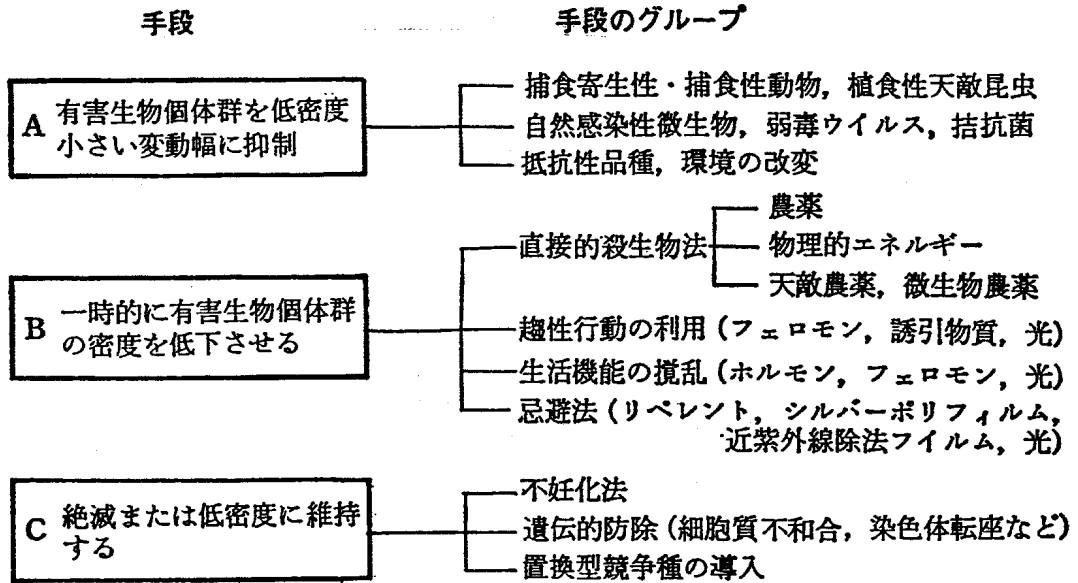 手段 手段のグループ
A 有害生物個体群を低密度
小さい変動幅に抑制
捕食寄生性・捕食性動物，植食性天敵昆虫
自然感染性微生物，弱毒ウイルス，拮抗菌
抵抗性品種，環境の改変
B 一時的に有害生物個体群
の密度を低下させる
直接的殺生物法
農薬
物理的エネルギー
天敵農薬，微生物農薬
趨性行動の利用（フェロモン，誘引物質，光）
生活機能の撹乱（ホルモン，フェロモン，光）
忌避法（リペレント，シルバーポリフィルム，
近紫外線除法フイルム，光）
C 絶滅または低密度に維持
する
不妊化法
遺伝的防除（細胞質不和合，染色体転座など）
置換型競争種の導入